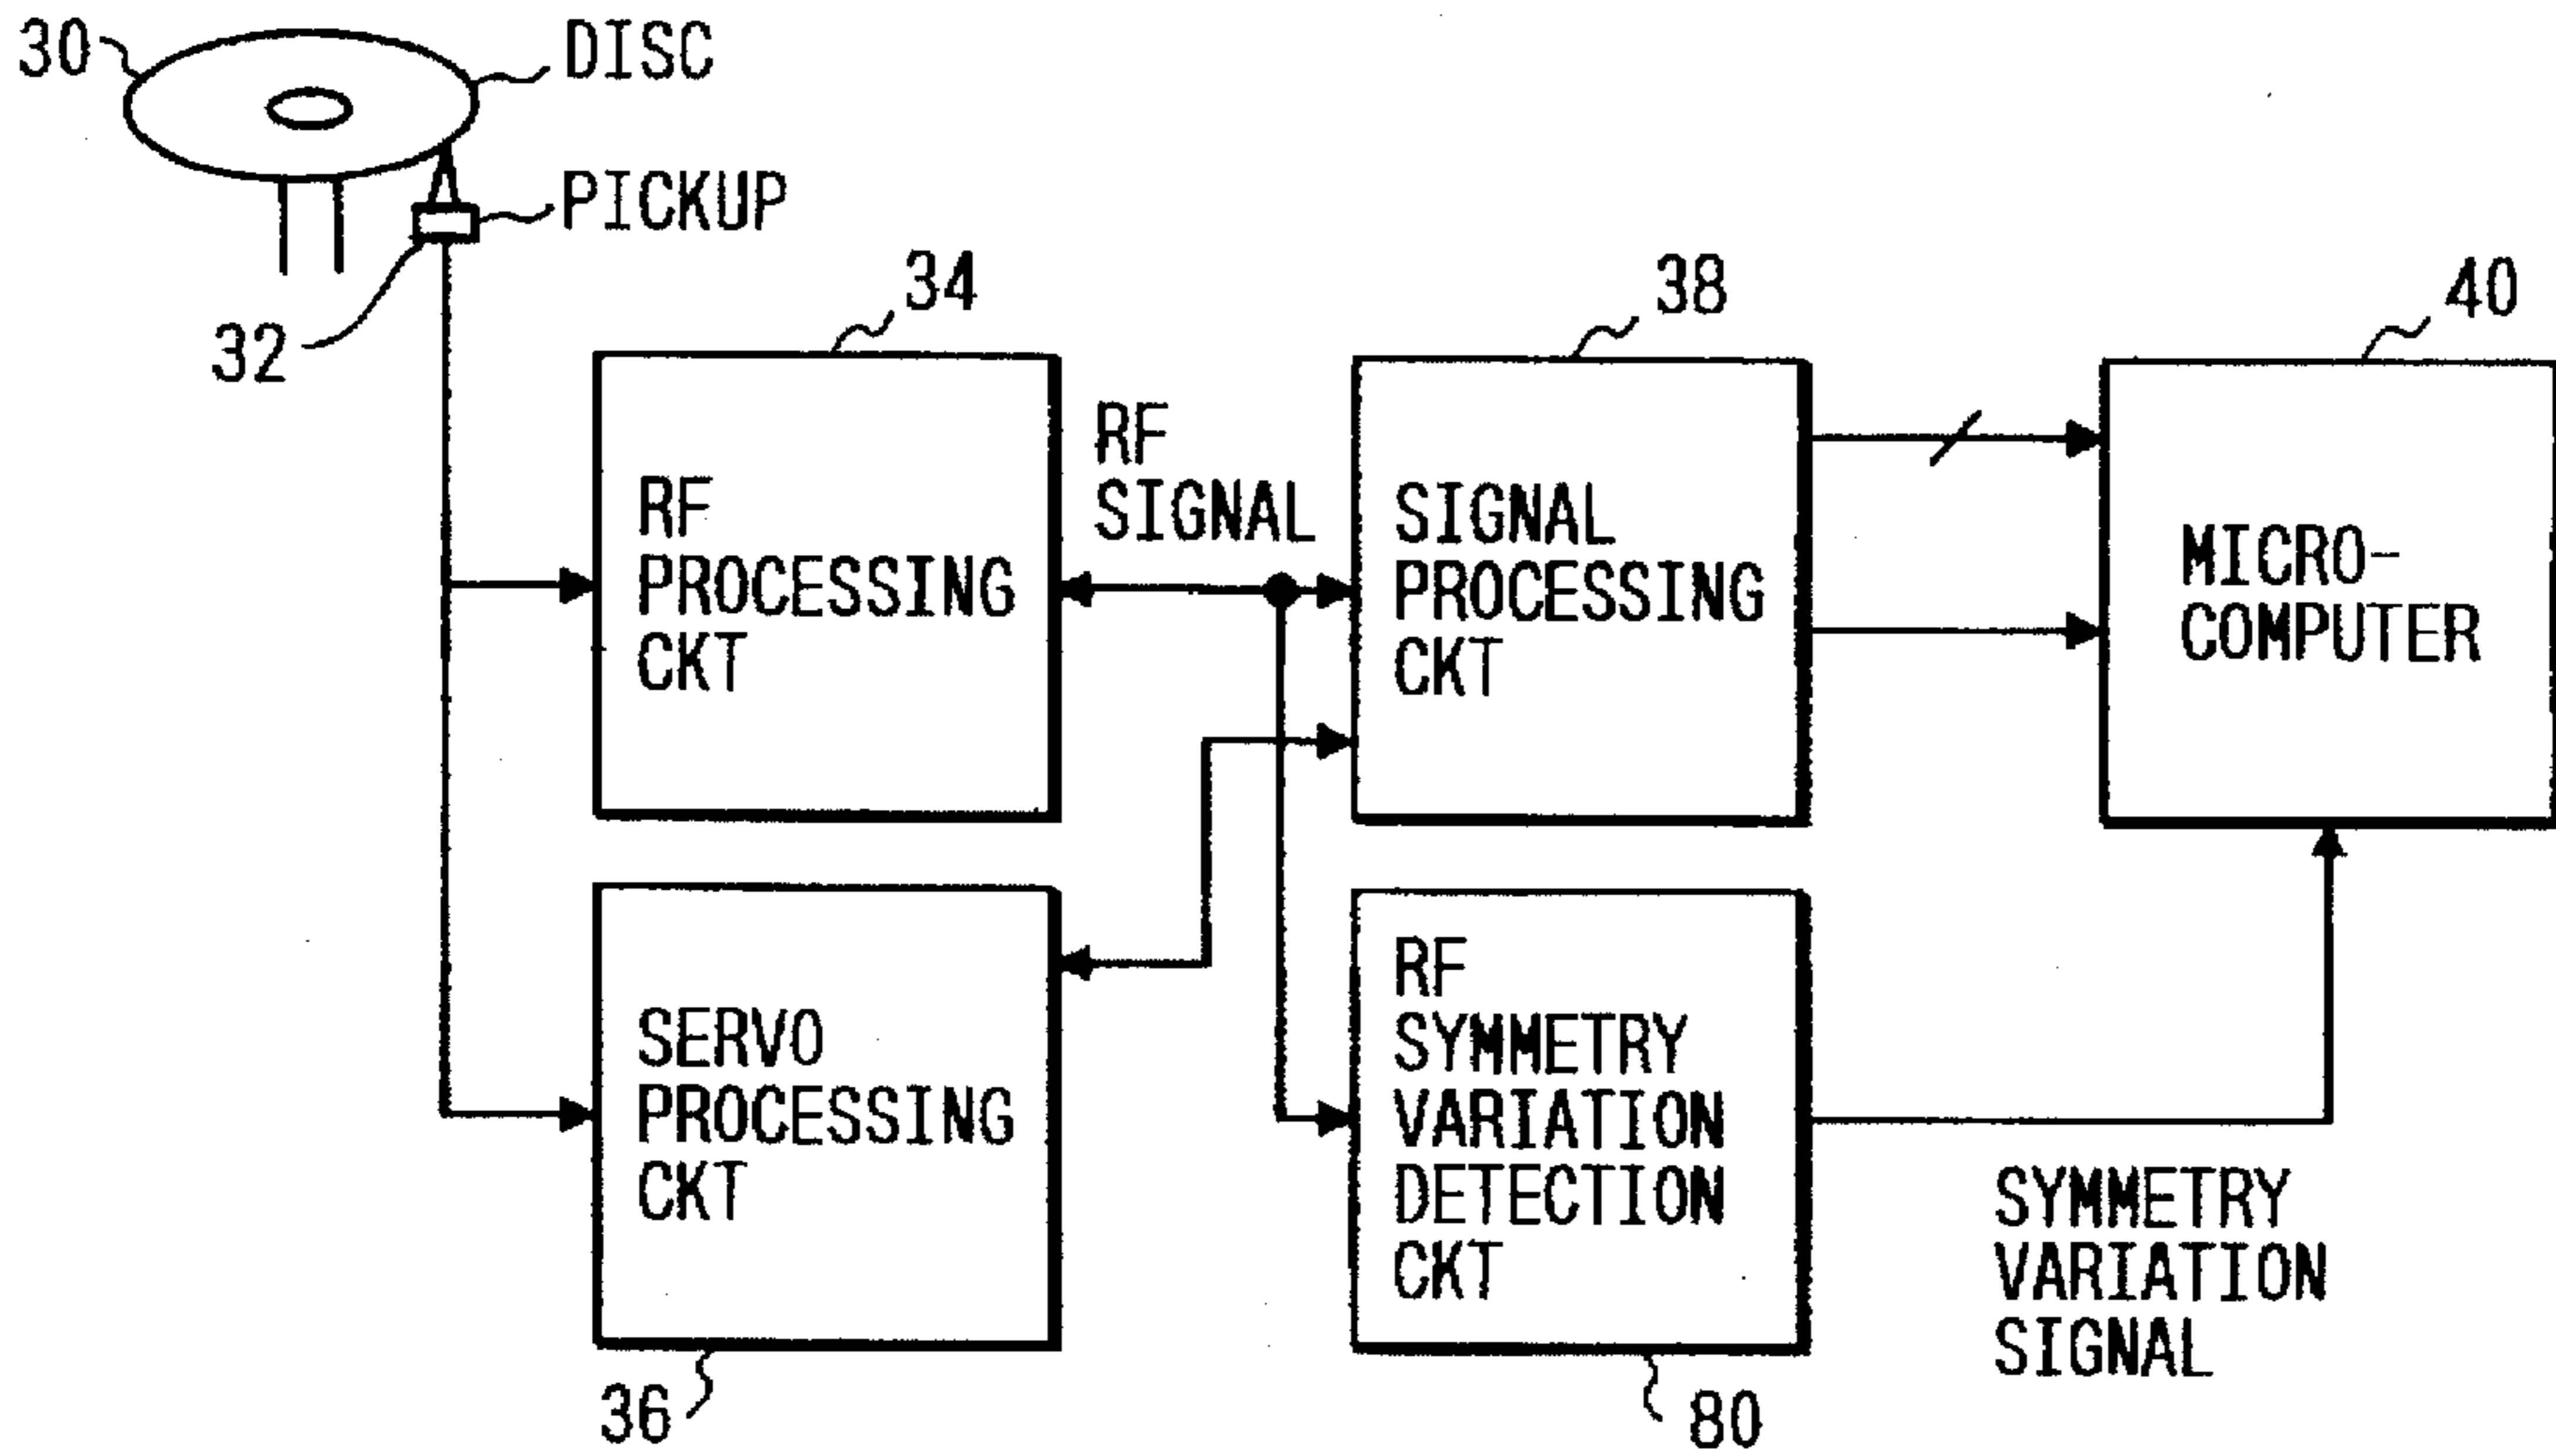 30
DISC
PICKUP
32
34
RF
PROCESSING
CKT
RF
SIGNAL
38
SIGNAL
PROCESSING
CKT
40
MICRO-
COMPUTER
SERVO
PROCESSING
CKT
36
RF
SYMMETRY
VARIATION
DETECTION
CKT
80
SYMMETRY
VARIATION
SIGNAL